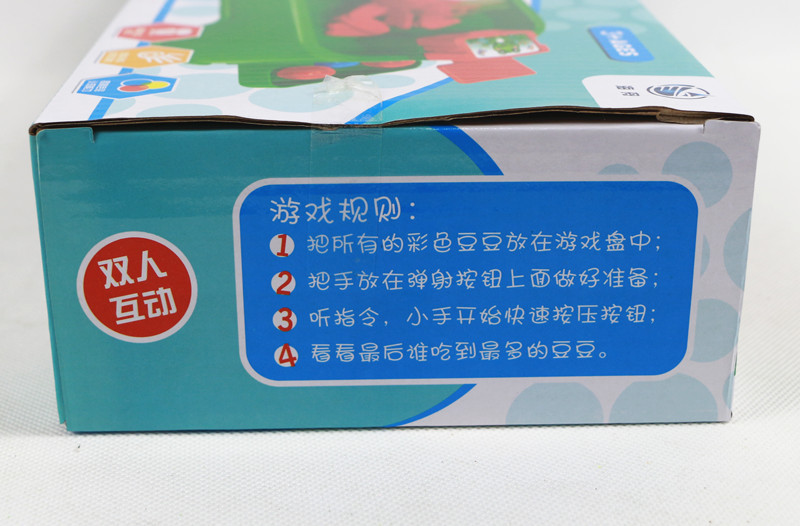 3+ AGES
双人
互动
游戏规则：
1 把所有的彩色豆豆放在游戏盘中；
2 把手放在弹射按钮上面做好准备；
3 听指令，小手开始快速按压按钮；
4 看看最后谁吃到最多的豆豆。